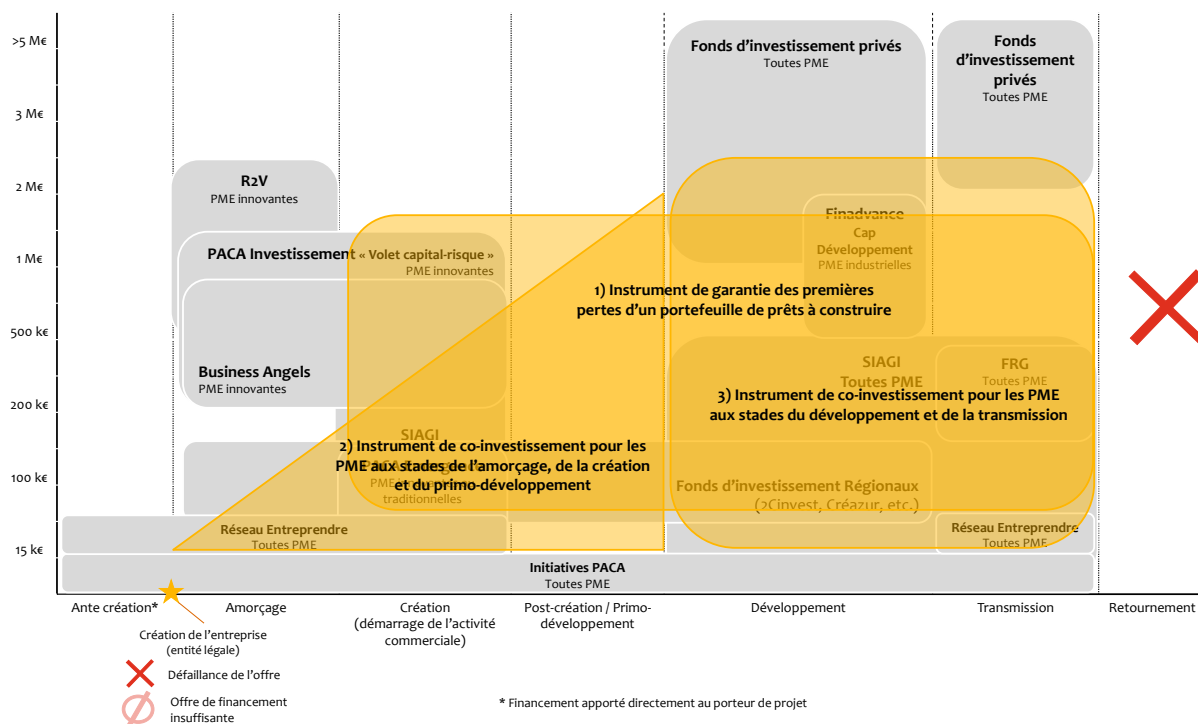 >5 M€
3 M€
2 M€
1 M€
500 k€
200 k€
100 k€
15 k€
Fonds d'investissement privés
Toutes PME
Fonds
d'investissement
privés
Toutes PME
R2V
PME innovantes
PACA Investissement « Volet capital-risque »
PME innovantes
Finadvance
Cap
Développement
PME industrielles
1) Instrument de garantie des premières
pertes d'un portefeuille de prêts à construire
Business Angels
PME innovantes
SIAGI
Toutes PME
FRG
Toutes PME
3) Instrument de co-investissement pour les PME
aux stades du développement et de la transmission
SIAGI
2) Instrument de co-investissement pour les
PME aux stades de l'amorçage, de la création
et du primo-développement
PACA
PME
traditionnelles
Fonds d'investissement Régionaux
(2Cinvest, Créazur, etc.)
Réseau Entreprendre
Toutes PME
Réseau Entreprendre
Toutes PME
Initiatives PACA
Toutes PME
Ante création*
Amorçage
Création
(démarrage de l'activité
commerciale)
Post-création / Primo-
développement
Développement
Transmission
Retournement
Création de l'entreprise
(entité légale)
Défaillance de l'offre
Offre de financement
insuffisante
* Financement apporté directement au porteur de projet